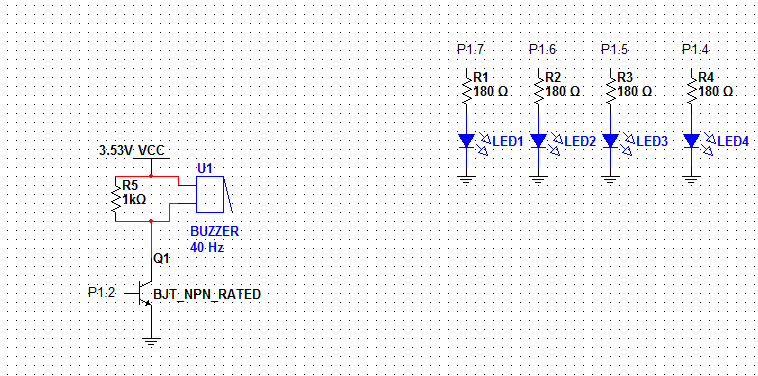 P1.7 P1.6 P1.5 P1.4
R1 R2 R3 R4
180 Ω 180 Ω 180 Ω 180 Ω
LED1 LED2 LED3 LED4
3.53V VCC
U1
R5
1kΩ
BUZZER
40 Hz
Q1
P1.2 BJT_NPN_RATED